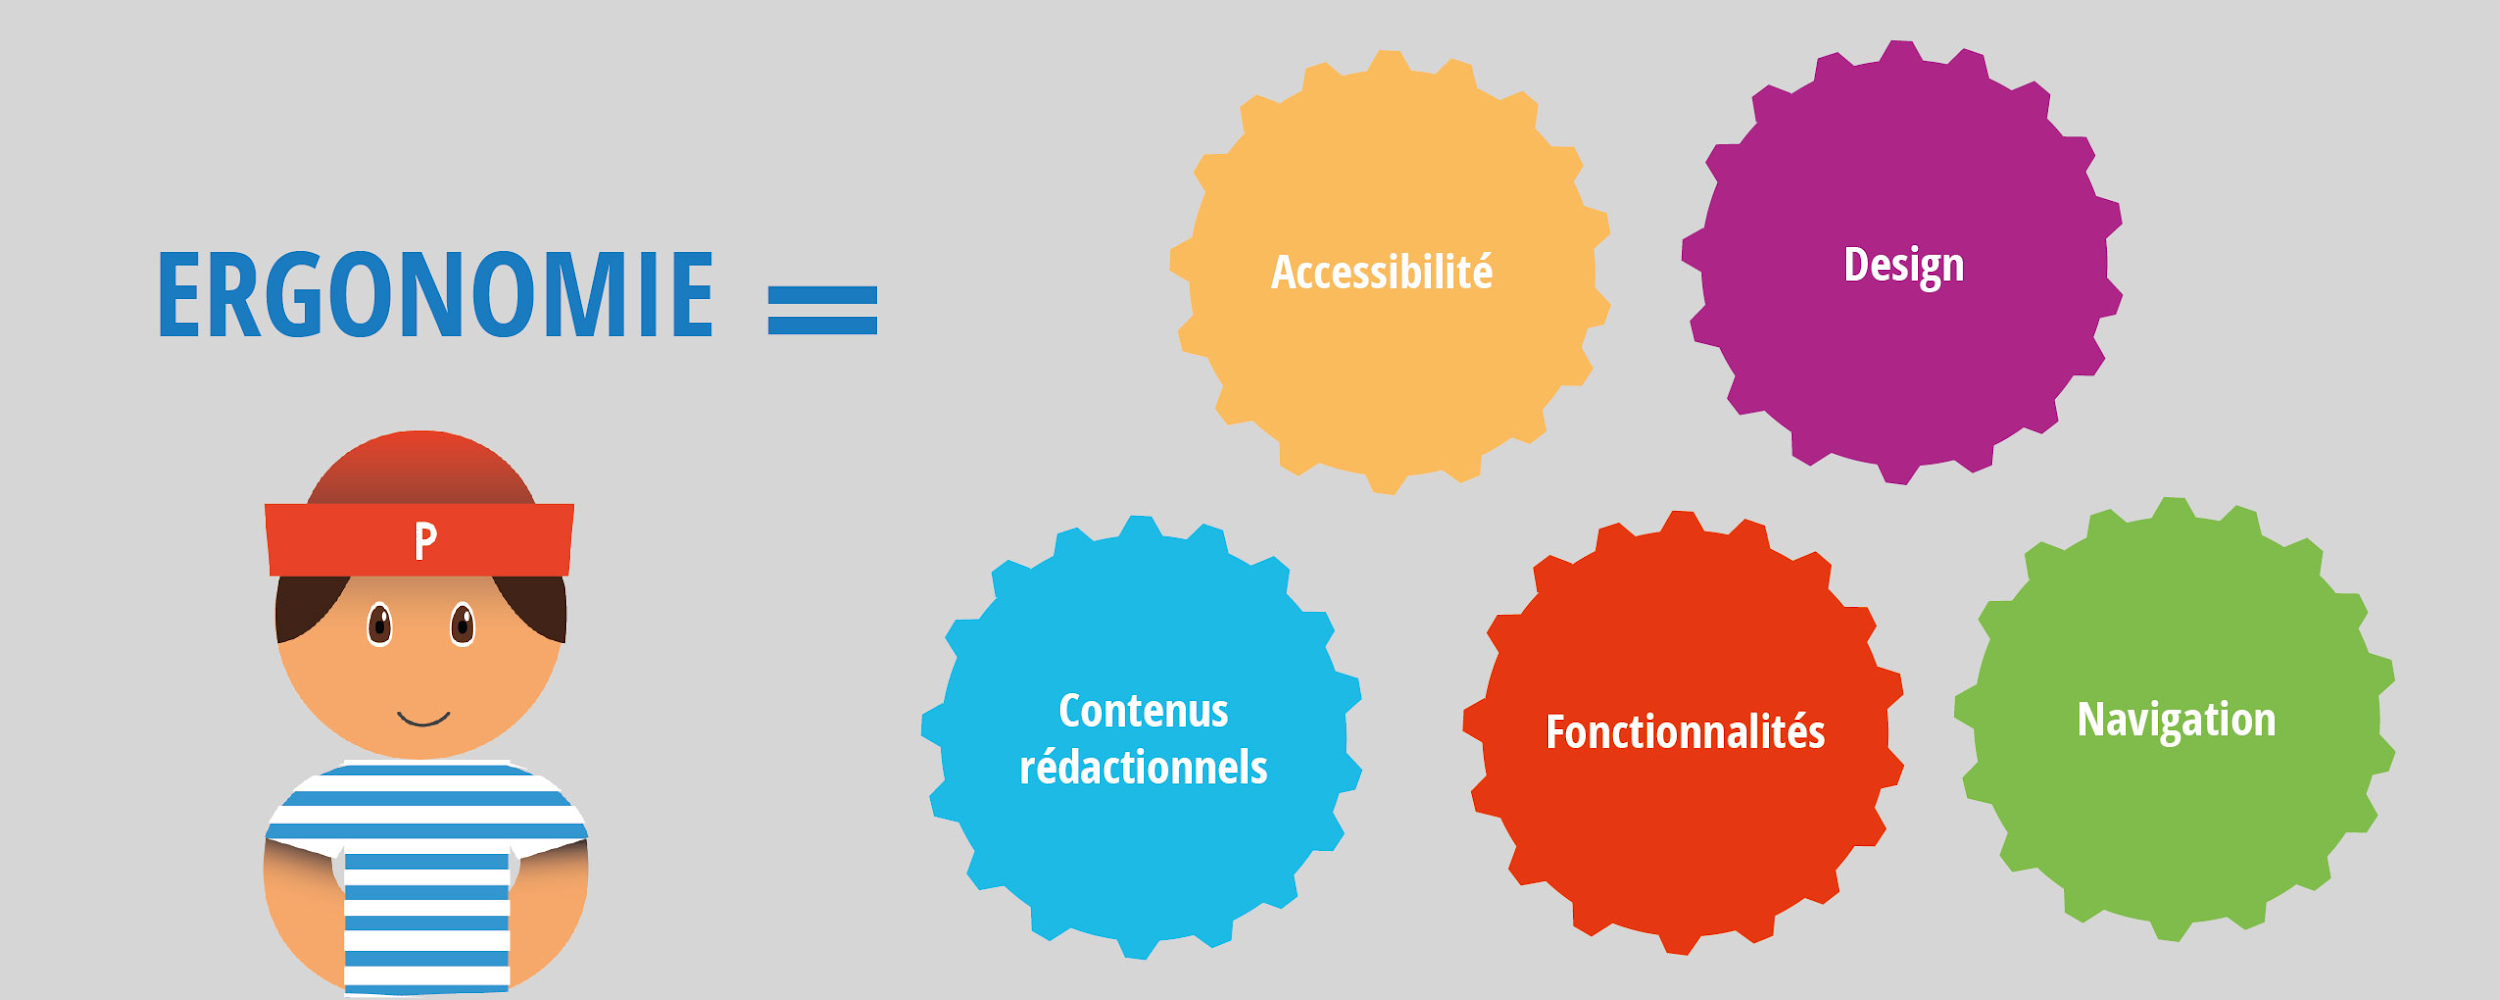 ERGONOMIE =
Accessibilité
Design
P
Contenus
rédactionnels
Fonctionnalités
Navigation